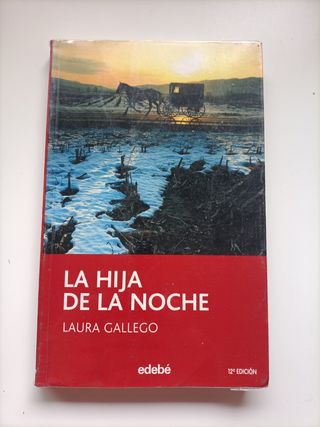 LA HIJA
DE LA NOCHE
LAURA GALLEGO
edebé
12ª EDICIÓN